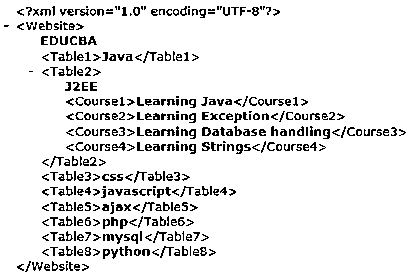 <?xml version="1.0" encoding="UTF-8"?>
- <Website>
EDUCBA
<Table1>Java</Table1>
- <Table2>
J2EE
<Course1>Learning Java</Course1>
<Course2>Learning Exception</Course2>
<Course3>Learning Database handling</Course3>
<Course4>Learning Strings</Course4>
</Table2>
<Table3>css</Table3>
<Table4>javascript</Table4>
<Table5>ajax</Table5>
<Table6>php</Table6>
<Table7>mysql</Table7>
<Table8>python</Table8>
</Website>